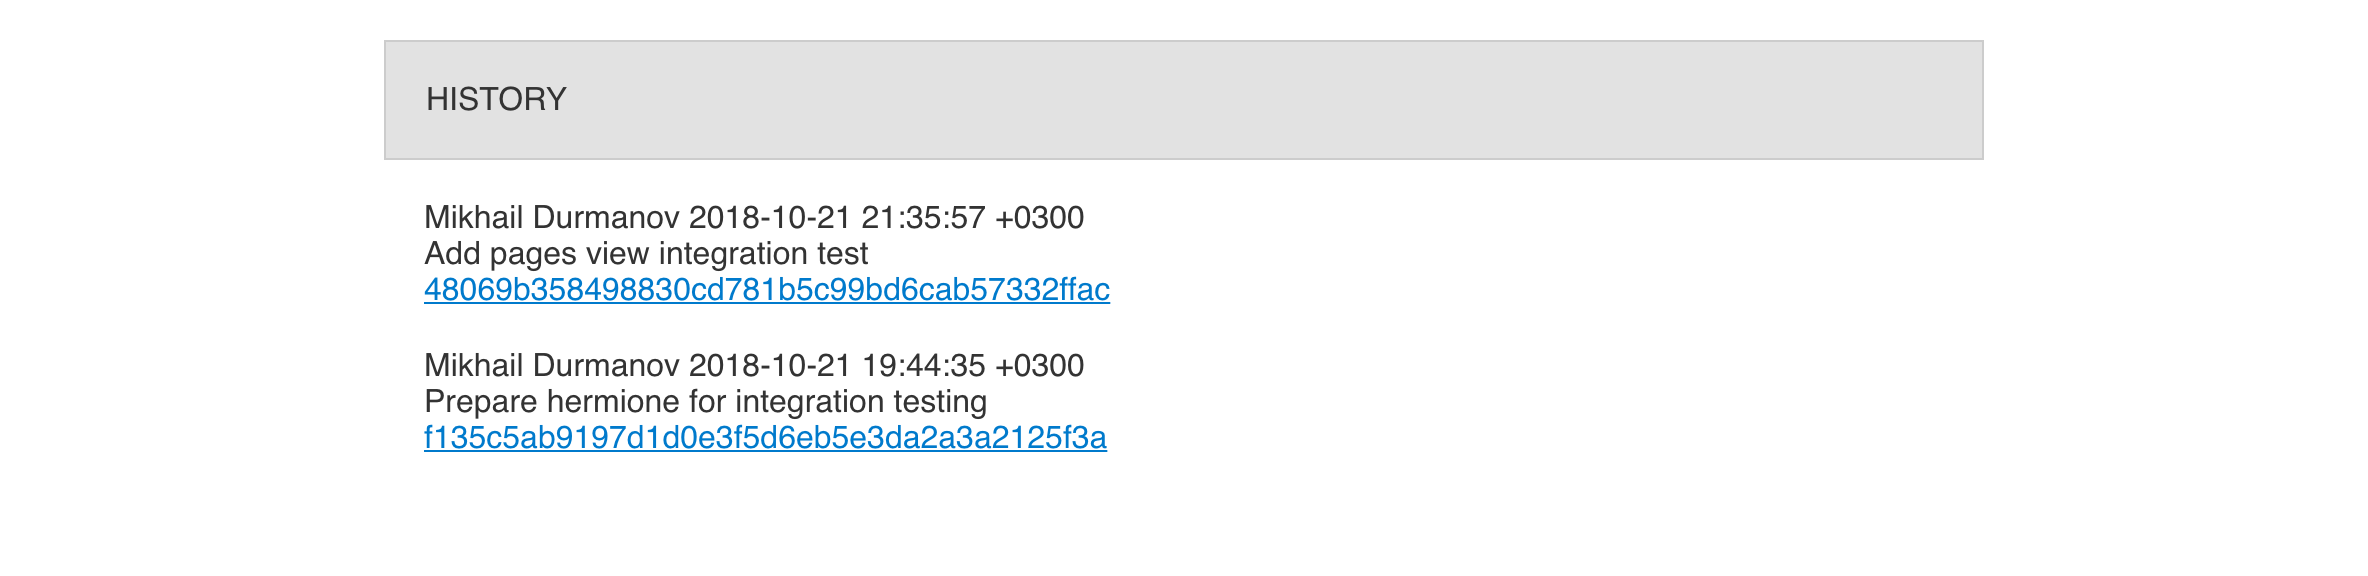 HISTORY
Mikhail Durmanov 2018-10-21 21:35:57 +0300
Add pages view integration test
48069b358498830cd781b5c99bd6cab57332ffac
Mikhail Durmanov 2018-10-21 19:44:35 +0300
Prepare hermione for integration testing
f135c5ab9197d1d0e3f5d6eb5e3da2a3a2125f3a